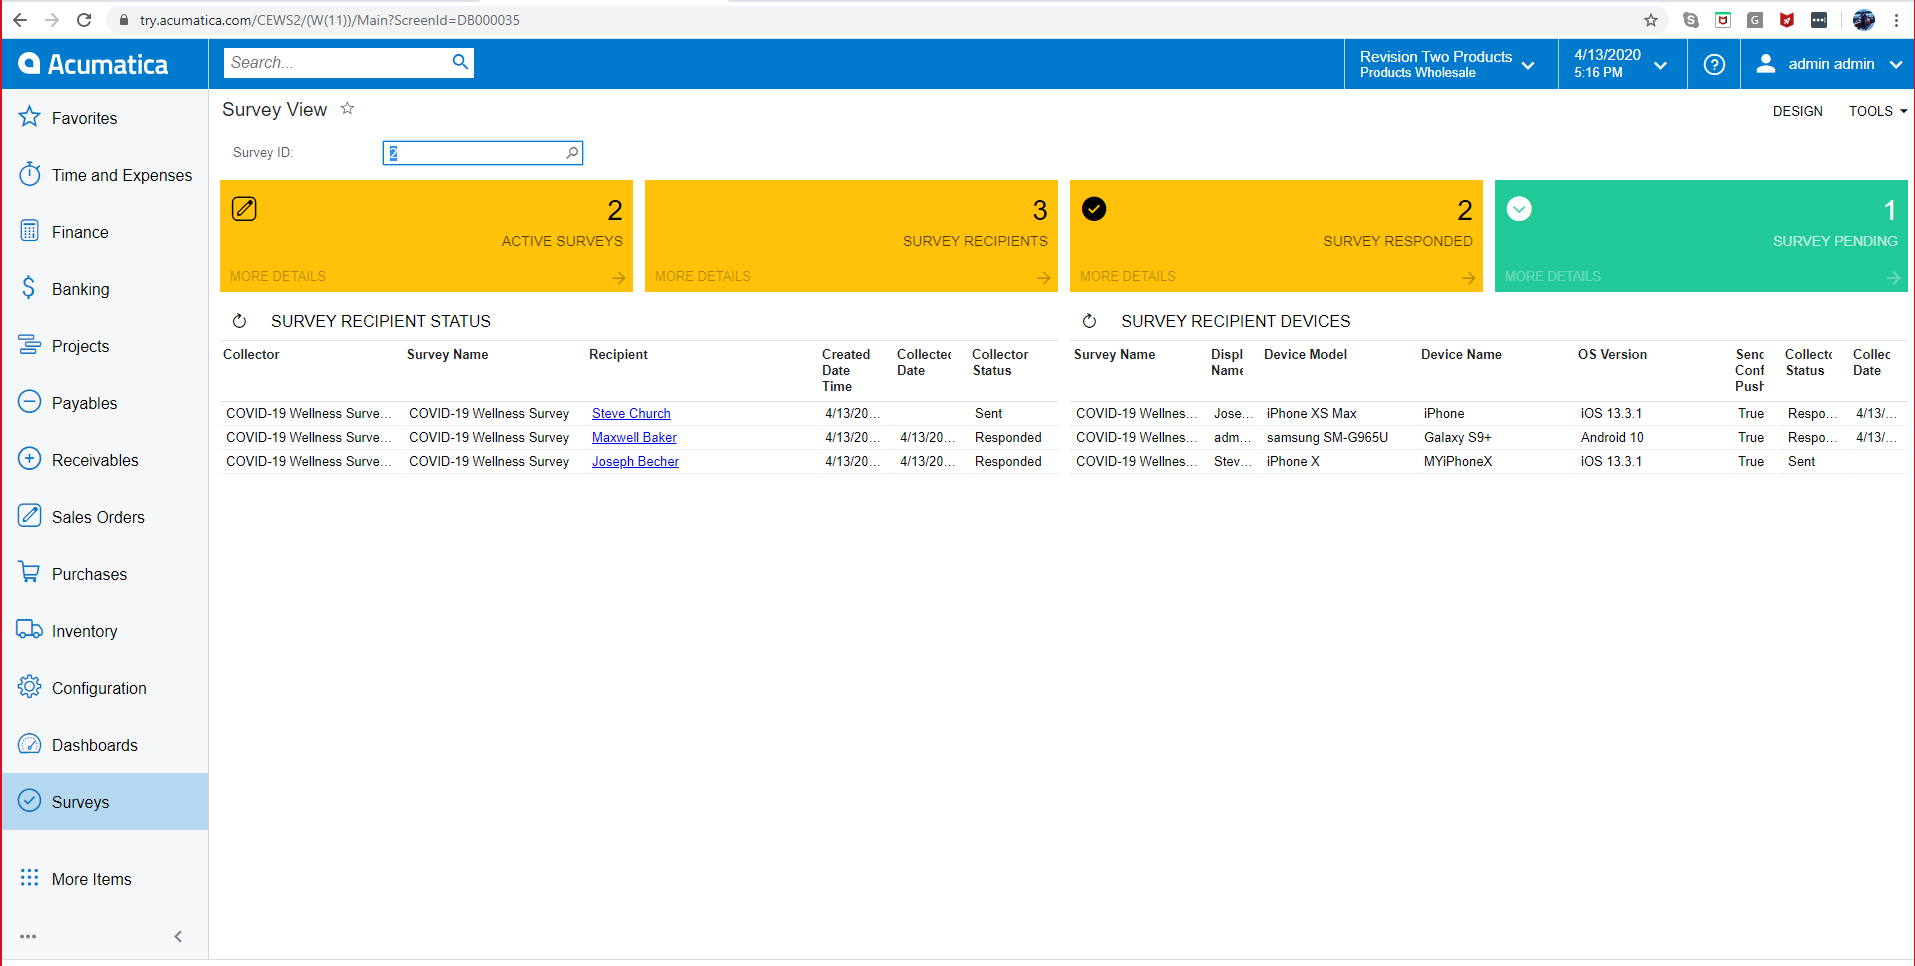 try.acumatica.com/CEWS2/(W(11))/Main?ScreenId=DB000035
Acumatica
Search...
Revision Two Products
Products Wholesale
4/13/2020
5:16 PM
admin admin
Favorites
Time and Expenses
Finance
Banking
Projects
Payables
Receivables
Sales Orders
Purchases
Inventory
Configuration
Dashboards
Surveys
More Items
Survey View
DESIGN TOOLS
Survey ID: 2
2
ACTIVE SURVEYS
MORE DETAILS
3
SURVEY RECIPIENTS
MORE DETAILS
2
SURVEY RESPONDED
MORE DETAILS
1
SURVEY PENDING
MORE DETAILS
SURVEY RECIPIENT STATUS
Collector Survey Name Recipient Created Date Time Collected Date Collector Status
COVID-19 Wellness Surve... COVID-19 Wellness Survey Steve Church 4/13/20... Sent
COVID-19 Wellness Surve... COVID-19 Wellness Survey Maxwell Baker 4/13/20... 4/13/20... Responded
COVID-19 Wellness Surve... COVID-19 Wellness Survey Joseph Becher 4/13/20... 4/13/20... Responded
SURVEY RECIPIENT DEVICES
Survey Name Displ Name Device Model Device Name OS Version Senc Conf Push Collecto Status Collec Date
COVID-19 Wellnes... Jose... iPhone XS Max iPhone iOS 13.3.1 True Respo... 4/13/...
COVID-19 Wellnes... adm... samsung SM-G965U Galaxy S9+ Android 10 True Respo... 4/13/...
COVID-19 Wellnes... Stev... iPhone X MYiPhoneX iOS 13.3.1 True Sent